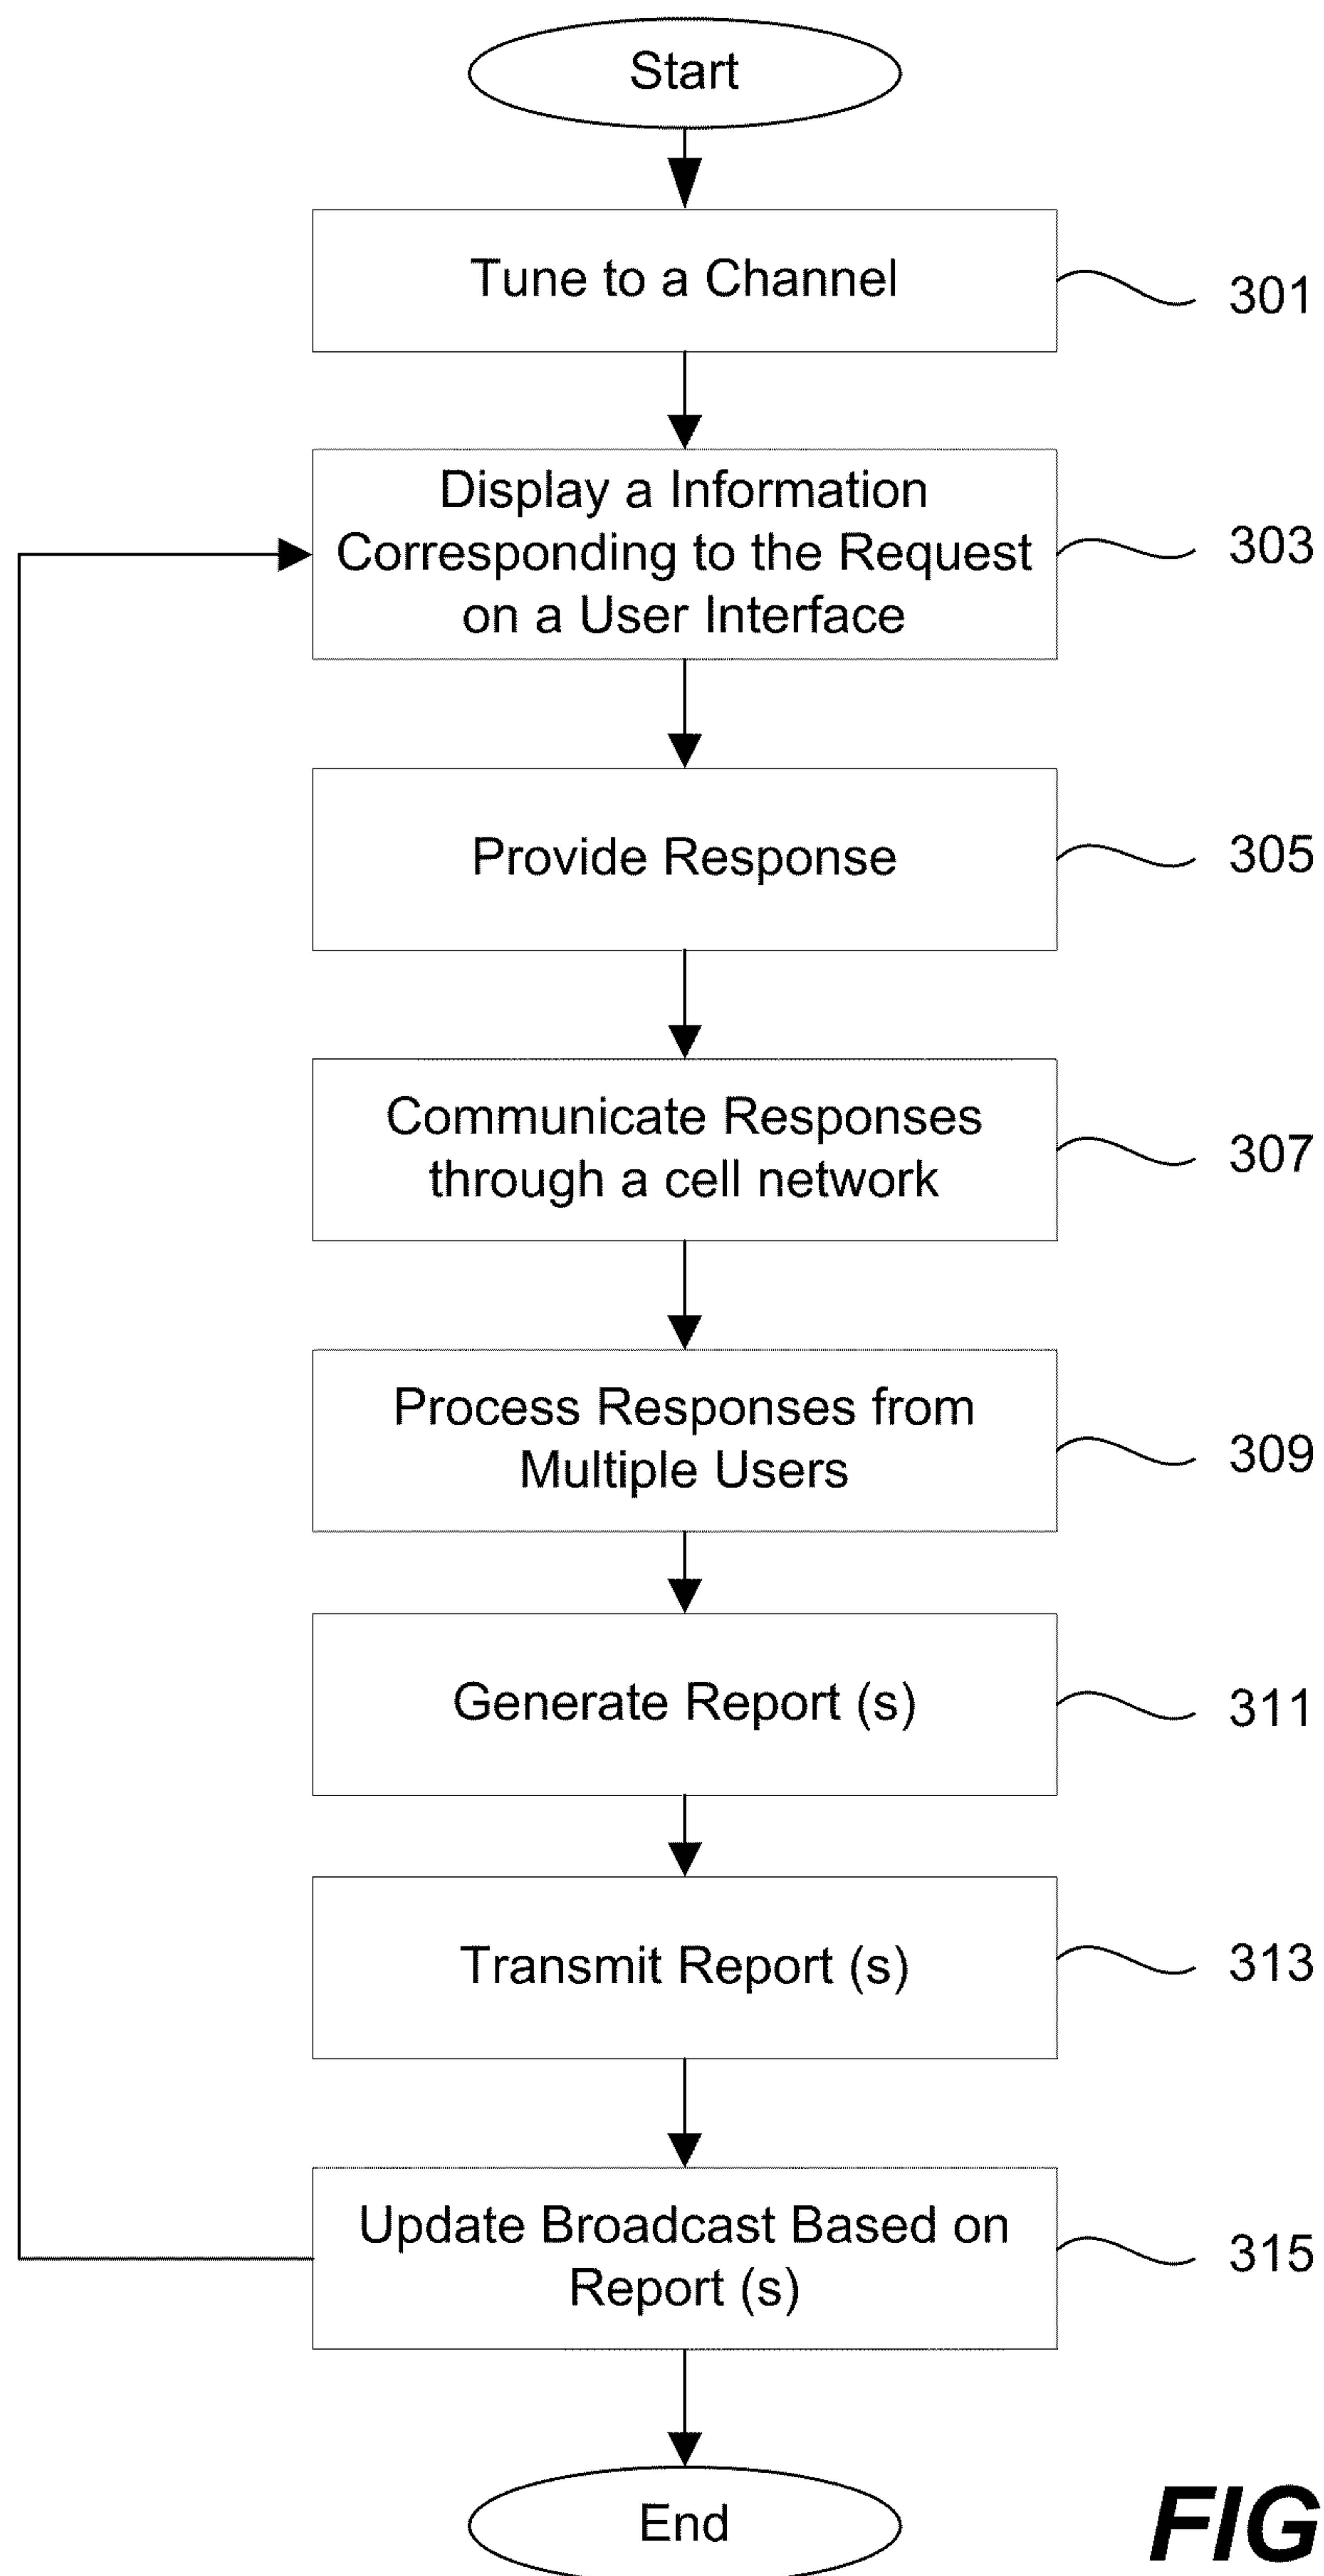 Start
Tune to a Channel
301
Display a Information
Corresponding to the Request
on a User Interface
303
Provide Response
305
Communicate Responses
through a cell network
307
Process Responses from
Multiple Users
309
Generate Report (s)
311
Transmit Report (s)
313
Update Broadcast Based on
Report (s)
315
End
FIG